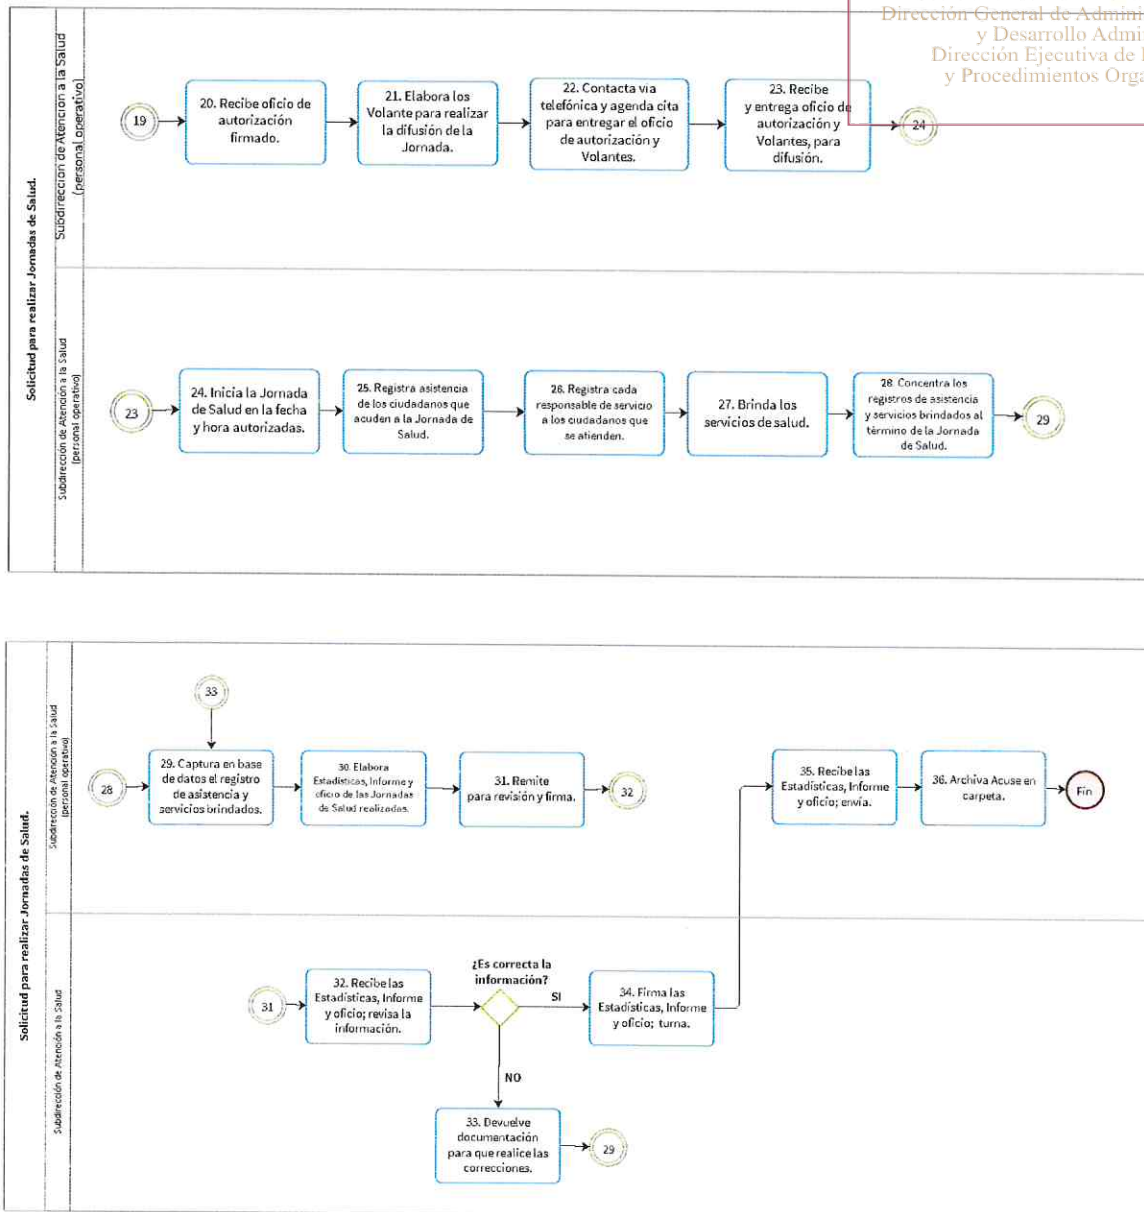 Dirección General de Admini
y Desarrollo Admi
Dirección Ejecutiva de
y Procedimientos Orga
Solicitud para realizar Jornadas de Salud.
Subdirección de Atención a la Salud
(personal operativo)
19
20. Recibe oficio de
autorización
firmado.
21. Elabora los
Volante para realizar
la difusión de la
Jornada.
22. Contacta via
telefónica y agenda cita
para entregar el oficio
de autorización y
Volantes.
23. Recibe
y entrega oficio de
autorización y
Volantes, para
difusión.
24
Subdirección de Atención a la Salud
(personal operativo)
23
24. Inicia la Jornada
de Salud en la fecha
y hora autorizadas.
25. Registra asistencia
de los ciudadanos que
acuden a la Jornada de
Salud.
26. Registra cada
responsable de servicio
a los ciudadanos que
se atienden.
27. Brinda los
servicios de salud.
28. Concentra los
registros de asistencia
y servicios brindados al
término de la Jornada
de Salud.
29
Solicitud para realizar Jornadas de Salud.
Subdirección de Atención a la Salud
(personal operativo)
33
28
29. Captura en base
de datos el registro
de asistencia y
servicios brindados.
30. Elabora
Estadísticas, Informe y
oficio de las Jornadas
de Salud realizadas.
31. Remite
para revisión y firma.
32
35. Recibe las
Estadísticas, Informe
y oficio; envía.
36. Archiva Acuse en
carpeta.
Fin
Subdirección de Atención a la Salud
31
32. Recibe las
Estadísticas, Informe
y oficio; revisa la
información.
¿Es correcta la
información?
SI
34. Firma las
Estadísticas, Informe
y oficio; turna.
NO
33. Devuelve
documentación
para que realice las
correcciones.
29